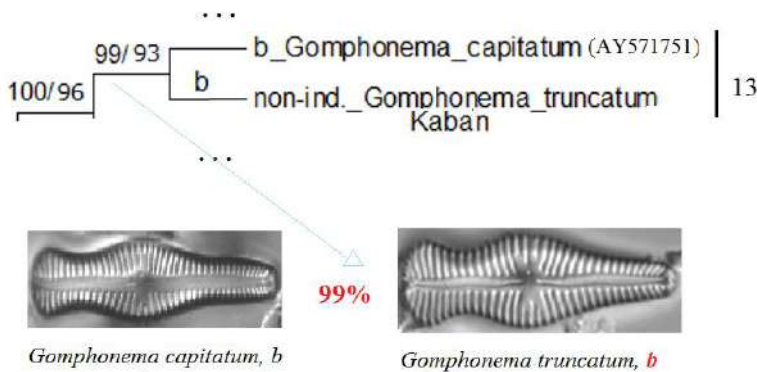 ...
99/93 b_Gomphonema_capitatum (AY571751)
100/96 b non-ind._Gomphonema_truncatum 13
Kaban
...
99%
Gomphonema capitatum, b Gomphonema truncatum, b